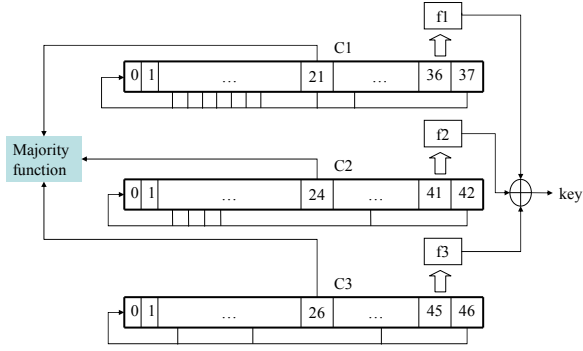 f1
C1
0 1 ... 21 ... 36 37
f2
Majority
function
C2
0 1 ... 24 ... 41 42
key
f3
C3
0 1 ... 26 ... 45 46